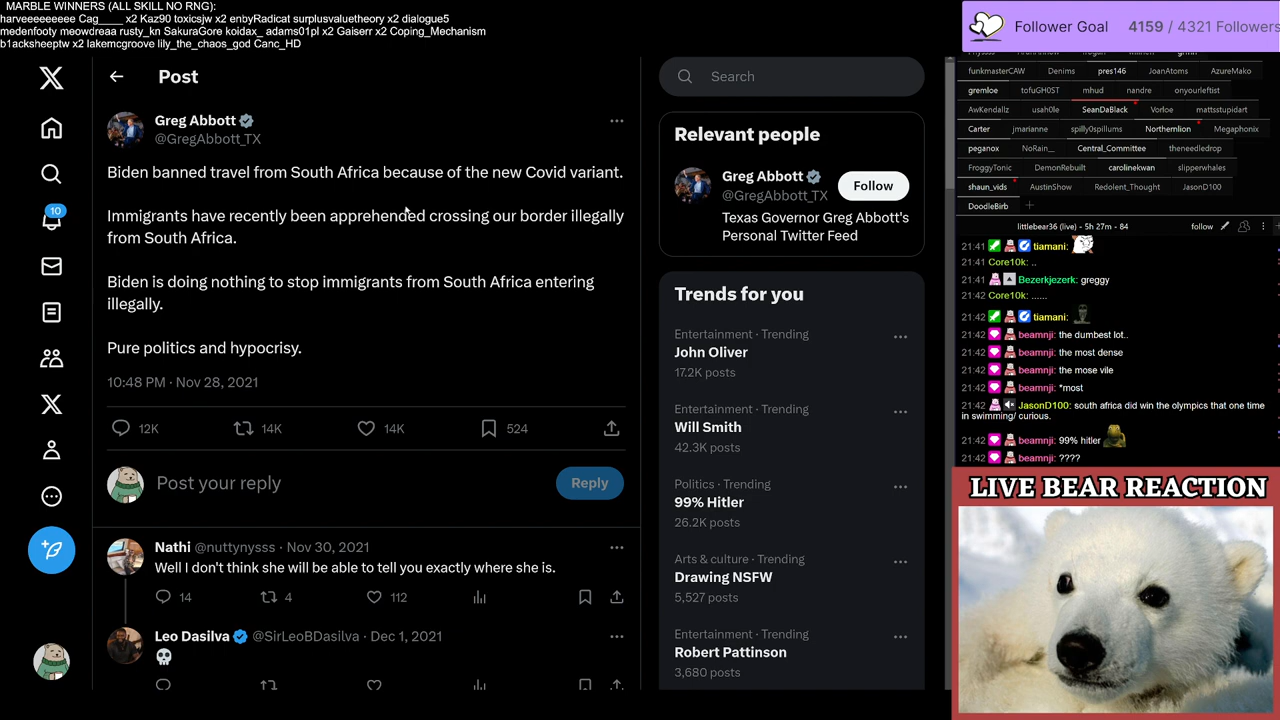 MARBLE WINNERS (ALL SKILL NO RNG):
harveeeeeeeee Cag____ x2 Kaz90 toxicsjw x2 enbyRadicat surplusvaluetheory x2 dialogue5
medenfooty meowdreaa rusty_kn SakuraGore koidax_ adams01pl x2 Gaiserr x2 Coping_Mechanism
b1acksheeptw x2 lakemcgroove lily_the_chaos_god Canc_HD
Post
Greg Abbott
@GregAbbott_TX
Biden banned travel from South Africa because of the new Covid variant.
Immigrants have recently been apprehended crossing our border illegally
from South Africa.
Biden is doing nothing to stop immigrants from South Africa entering
illegally.
Pure politics and hypocrisy.
10:48 PM · Nov 28, 2021
12K 14K 14K 524
Post your reply
Reply
Nathi @nuttynysss · Nov 30, 2021
Well I don't think she will be able to tell you exactly where she is.
14 4 112
Leo Dasilva @SirLeoBDasilva · Dec 1, 2021
10
Search
Relevant people
Greg Abbott
@GregAbbott_TX
Follow
Texas Governor Greg Abbott's
Personal Twitter Feed
Trends for you
Entertainment · Trending
John Oliver
17.2K posts
Entertainment · Trending
Will Smith
42.3K posts
Politics · Trending
99% Hitler
26.2K posts
Arts & culture · Trending
Drawing NSFW
5,527 posts
Entertainment · Trending
Robert Pattinson
3,680 posts
Follower Goal 4159 / 4321 Followers
funkmasterCAW Denims pres146 JoanAtoms AzureMako
gremloe tofuGH0ST mhud nandre onyourleftist
AwKendallz usah0le SeanDaBlack Vorloe mattsstupidart
Carter jmarianne spilly0spillums Northernlion Megaphonix
peganox NoRain__ Central_Committee theneedledrop
FroggyTonic DemonRebuilt carolinekwan slipperwhales
shaun_vids AustinShow Redolent_Thought JasonD100
DoodleBirb
littlebear36 (live) - 5h 27m - 84 follow
21:41 tiamani:
21:41 Core10k: ..
21:41 Bezerkjezerk: greggy
21:42 Core10k: ......
21:42 tiamani:
21:42 beamnji: the dumbest lot..
21:42 beamnji: the most dense
21:42 beamnji: the mose vile
21:42 beamnji: *most
21:42 JasonD100: south africa did win the olympics that one time
in swimming/ curious.
21:42 beamnji: 99% hitler
21:42 beamnji: ????
LIVE BEAR REACTION